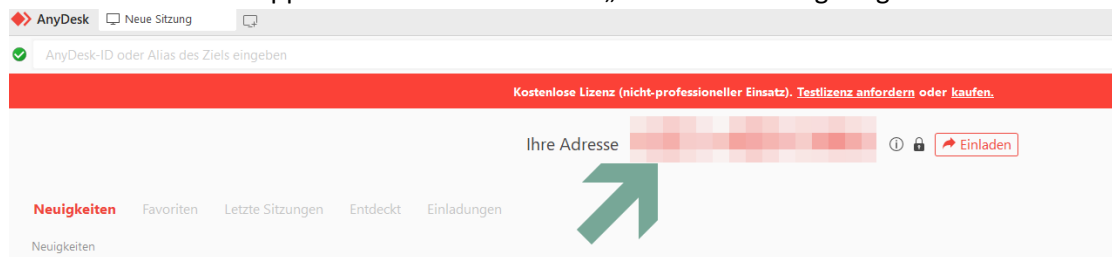 AnyDesk Neue Sitzung
AnyDesk-ID oder Alias des Ziels eingeben
Kostenlose Lizenz (nicht-professioneller Einsatz). Testlizenz anfordern oder kaufen.
Ihre Adresse Einladen
Neuigkeiten Favoriten Letzte Sitzungen Entdeckt Einladungen
Neuigkeiten